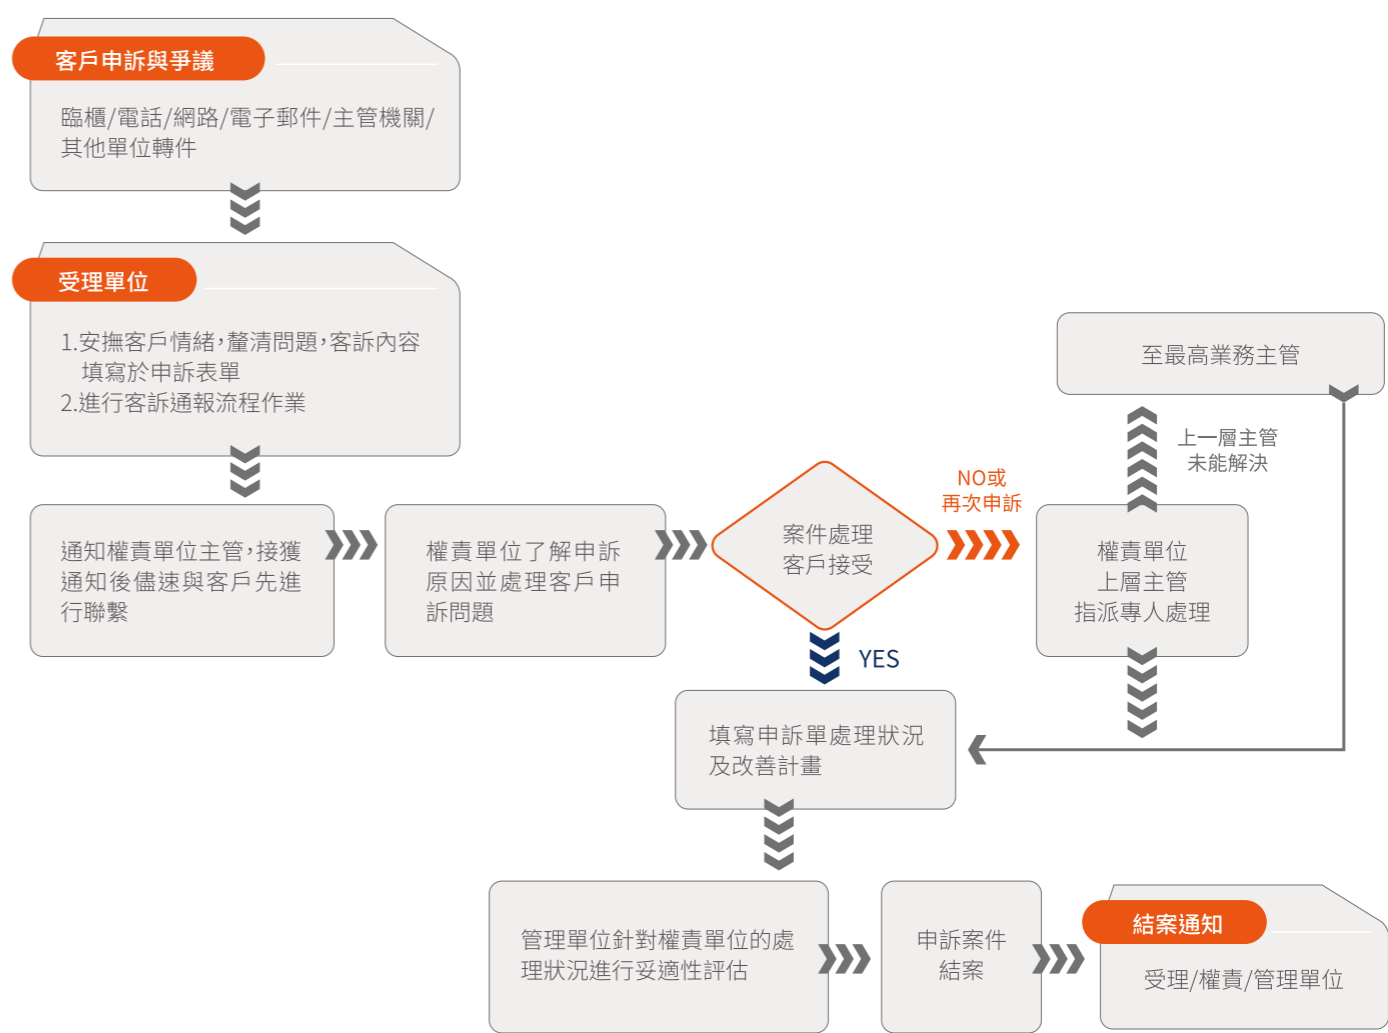 客戶申訴與爭議
臨櫃/電話/網路/電子郵件/主管機關/
其他單位轉件
受理單位
1.安撫客戶情緒,釐清問題,客訴內容
填寫於申訴表單
2.進行客訴通報流程作業
通知權責單位主管,接獲
通知後儘速與客戶先進
行聯繫
權責單位了解申訴
原因並處理客戶申
訴問題
案件處理
客戶接受
NO或
再次申訴
YES
權責單位
上層主管
指派專人處理
上一層主管
未能解決
至最高業務主管
填寫申訴單處理狀況
及改善計畫
管理單位針對權責單位的處
理狀況進行妥適性評估
申訴案件
結案
結案通知
受理/權責/管理單位